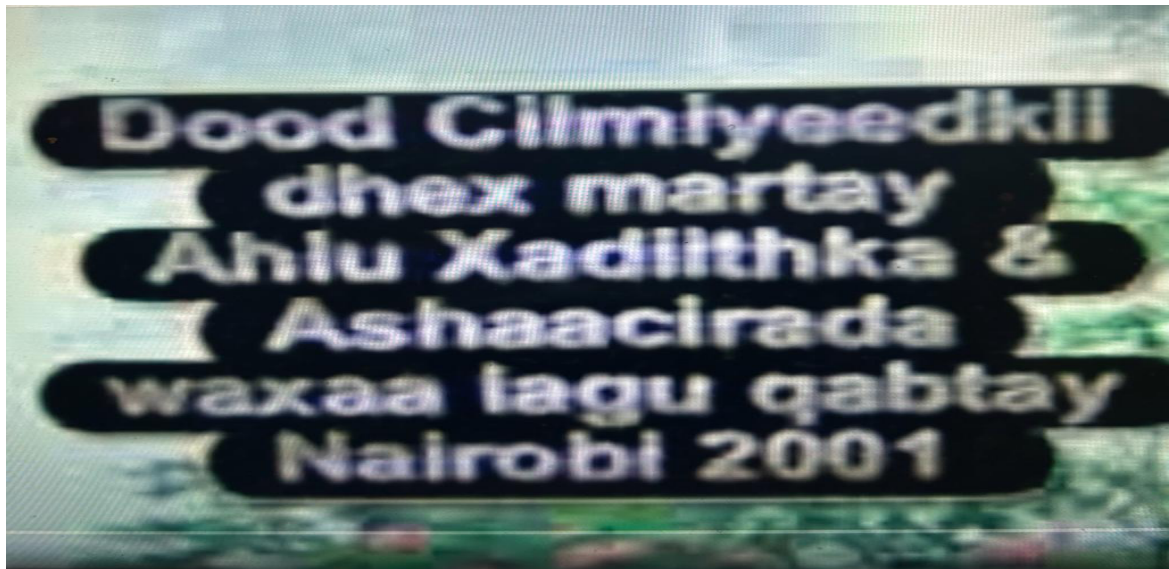 Dood Cilmiyeedkii
dhex martay
Ahlu Xadiithka &
Ashaacirada
waxaa lagu qabtay
Nairobi 2001